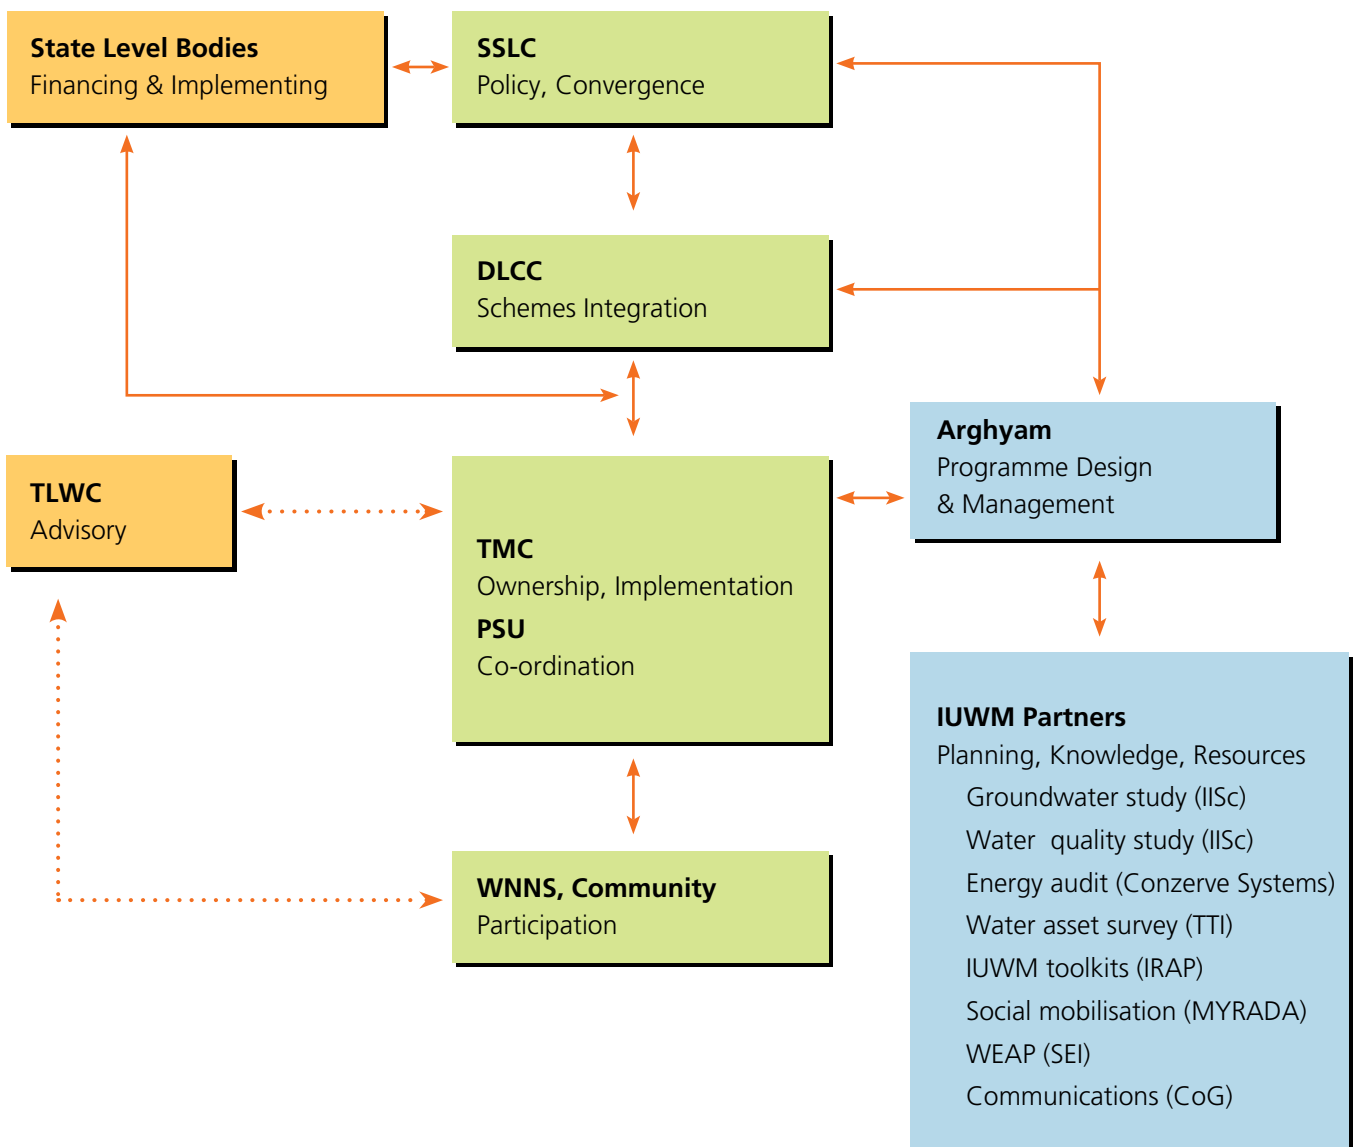 State Level Bodies
Financing & Implementing
SSLC
Policy, Convergence
DLCC
Schemes Integration
Arghyam
Programme Design
& Management
TLWC
Advisory
TMC
Ownership, Implementation
PSU
Co-ordination
IUWM Partners
Planning, Knowledge, Resources
Groundwater study (IISc)
Water quality study (IISc)
Energy audit (Conzerve Systems)
Water asset survey (TTI)
IUWM toolkits (IRAP)
Social mobilisation (MYRADA)
WEAP (SEI)
Communications (CoG)
WNNS, Community
Participation